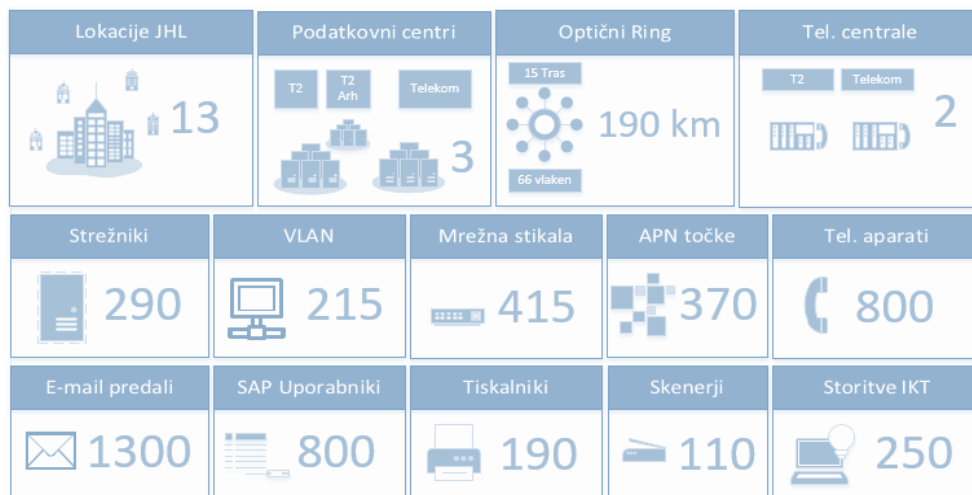 Lokacije JHL
13
Podatkovni centri
T2
T2
Arh
Telekom
3
Optični Ring
15 Tras
190 km
66 vlaken
Tel. centrale
T2
Telekom
2
Strežniki
290
VLAN
215
Mrežna stikala
415
APN točke
370
Tel. aparati
800
E-mail predali
1300
SAP Uporabniki
800
Tiskalniki
190
Skenerji
110
Storitve IKT
250